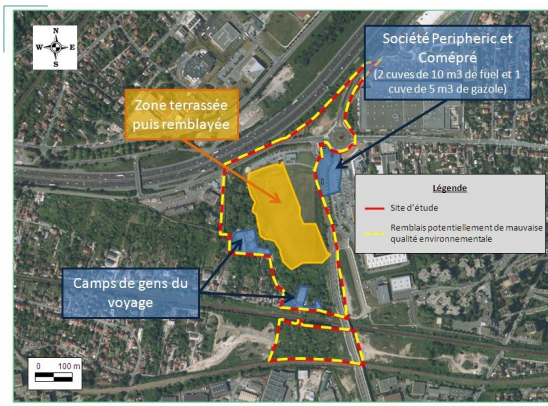 N
W E
S
Société Peripheric et
Comépré
(2 cuves de 10 m3 de fuel et 1
cuve de 5 m3 de gazole)
Zone terrassée
puis remblayée
Légende
Site d'étude
Remblais potentiellement de mauvaise
qualité environnementale
Camps de gens du
voyage
0 100 m